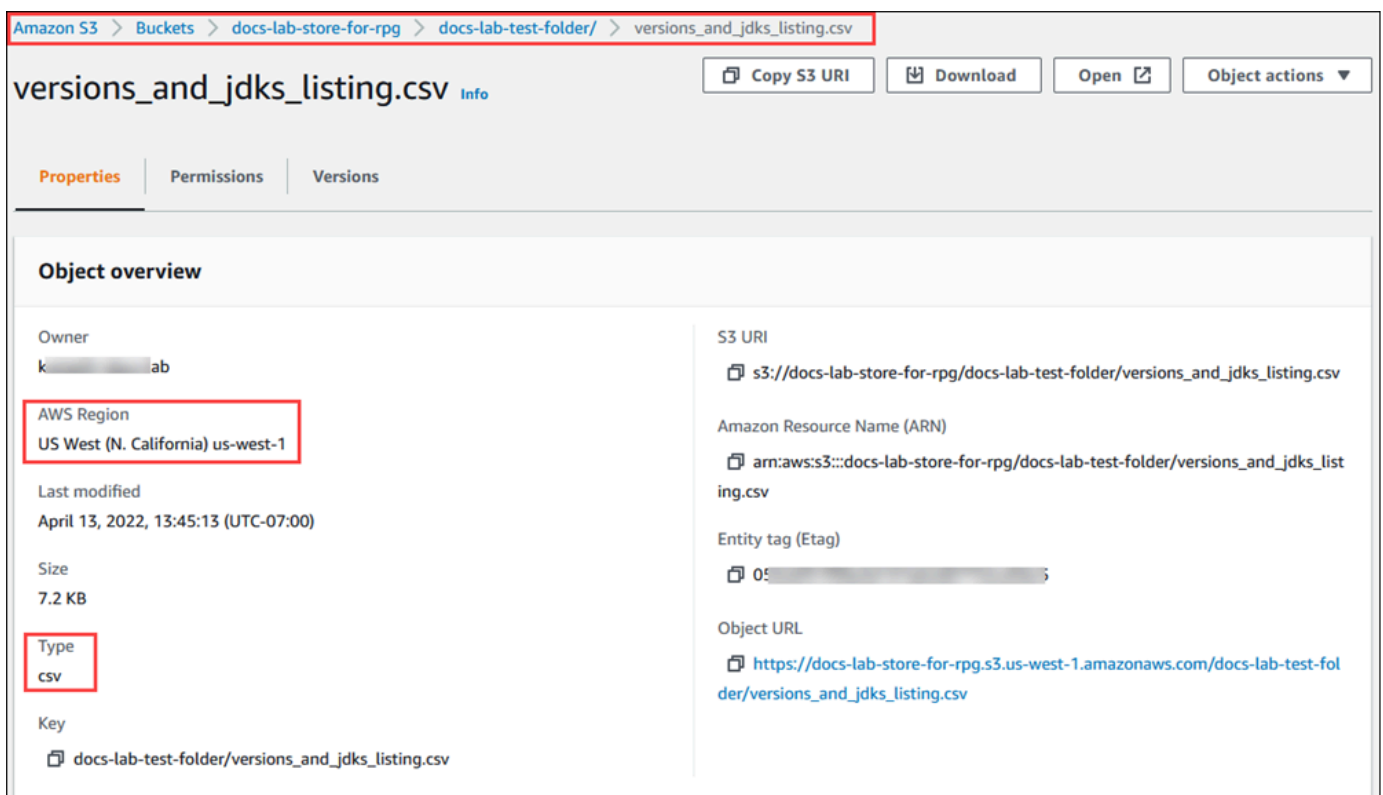 Amazon S3 > Buckets > docs-lab-store-for-rpg > docs-lab-test-folder/ > versions_and_jdks_listing.csv
versions_and_jdks_listing.csv Info
Copy S3 URI
Download
Open
Object actions
Properties
Permissions
Versions
Object overview
Owner
AWS Region
US West (N. California) us-west-1
Last modified
April 13, 2022, 13:45:13 (UTC-07:00)
Size
7.2 KB
Type
csv
Key
docs-lab-test-folder/versions_and_jdks_listing.csv
S3 URI
s3://docs-lab-store-for-rpg/docs-lab-test-folder/versions_and_jdks_listing.csv
Amazon Resource Name (ARN)
arn:aws:s3:::docs-lab-store-for-rpg/docs-lab-test-folder/versions_and_jdks_list
ing.csv
Entity tag (Etag)
Object URL
https://docs-lab-store-for-rpg.s3.us-west-1.amazonaws.com/docs-lab-test-fol
der/versions_and_jdks_listing.csv